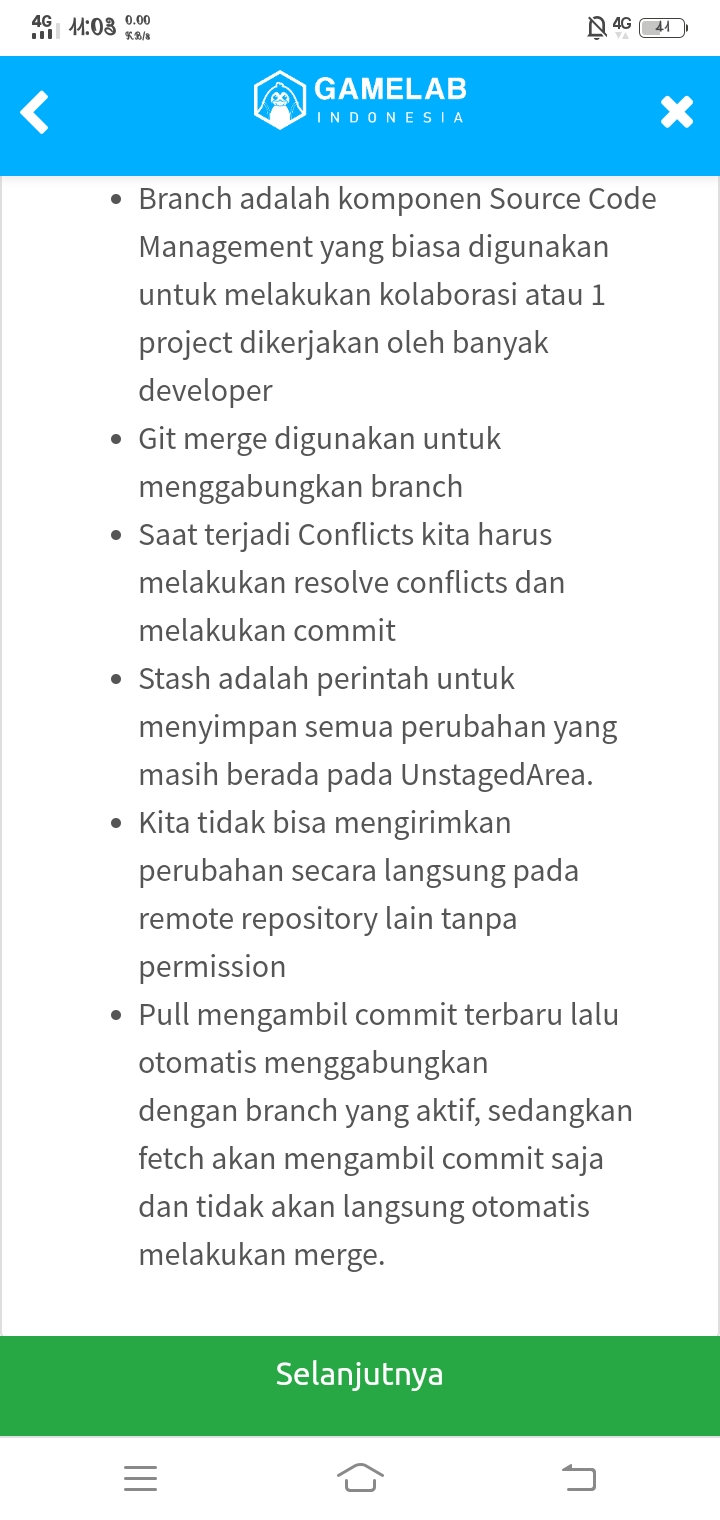 4G 11:08 0.00 K.B/s 4G 41
GAMELAB
INDONESIA
Branch adalah komponen Source Code
Management yang biasa digunakan
untuk melakukan kolaborasi atau 1
project dikerjakan oleh banyak
developer
Git merge digunakan untuk
menggabungkan branch
Saat terjadi Conflicts kita harus
melakukan resolve conflicts dan
melakukan commit
Stash adalah perintah untuk
menyimpan semua perubahan yang
masih berada pada UnstagedArea.
Kita tidak bisa mengirimkan
perubahan secara langsung pada
remote repository lain tanpa
permission
Pull mengambil commit terbaru lalu
otomatis menggabungkan
dengan branch yang aktif, sedangkan
fetch akan mengambil commit saja
dan tidak akan langsung otomatis
melakukan merge.
Selanjutnya